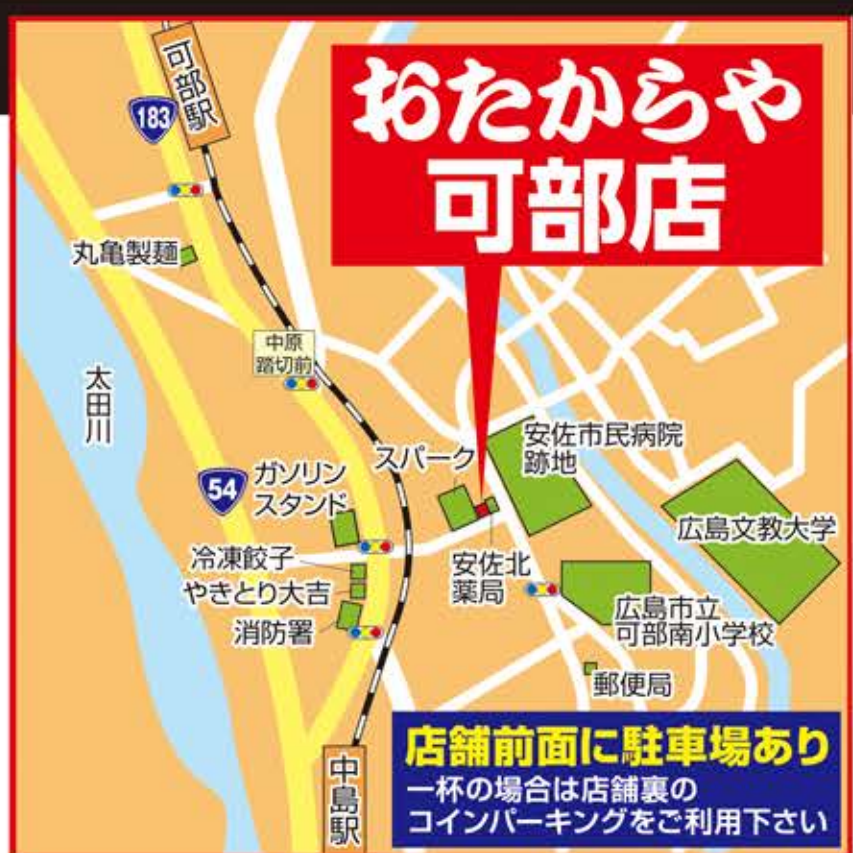 可部駅
183
おたからや
可部店
丸亀製麺
中原
踏切前
太田川
54
ガソリン
スタンド
スパーク
安佐市民病院
跡地
広島文教大学
冷凍餃子
やきとり大吉
消防署
安佐北
薬局
広島市立
可部南小学校
郵便局
中島駅
店舗前面に駐車場あり
一杯の場合は店舗裏の
コインパーキングをご利用下さい